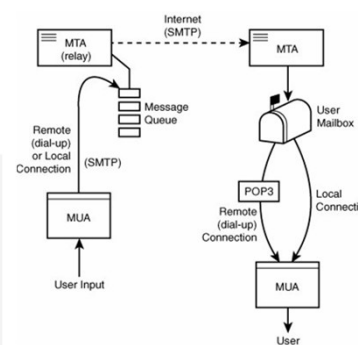 Internet
(SMTP)
MTA
(relay)
MTA
Message
Queue
User
Mailbox
Remote
(dial-up)
or Local
Connection
(SMTP)
POP3
Local
Connecti
Remote
(dial-up)
Connection
MUA
MUA
User Input
User